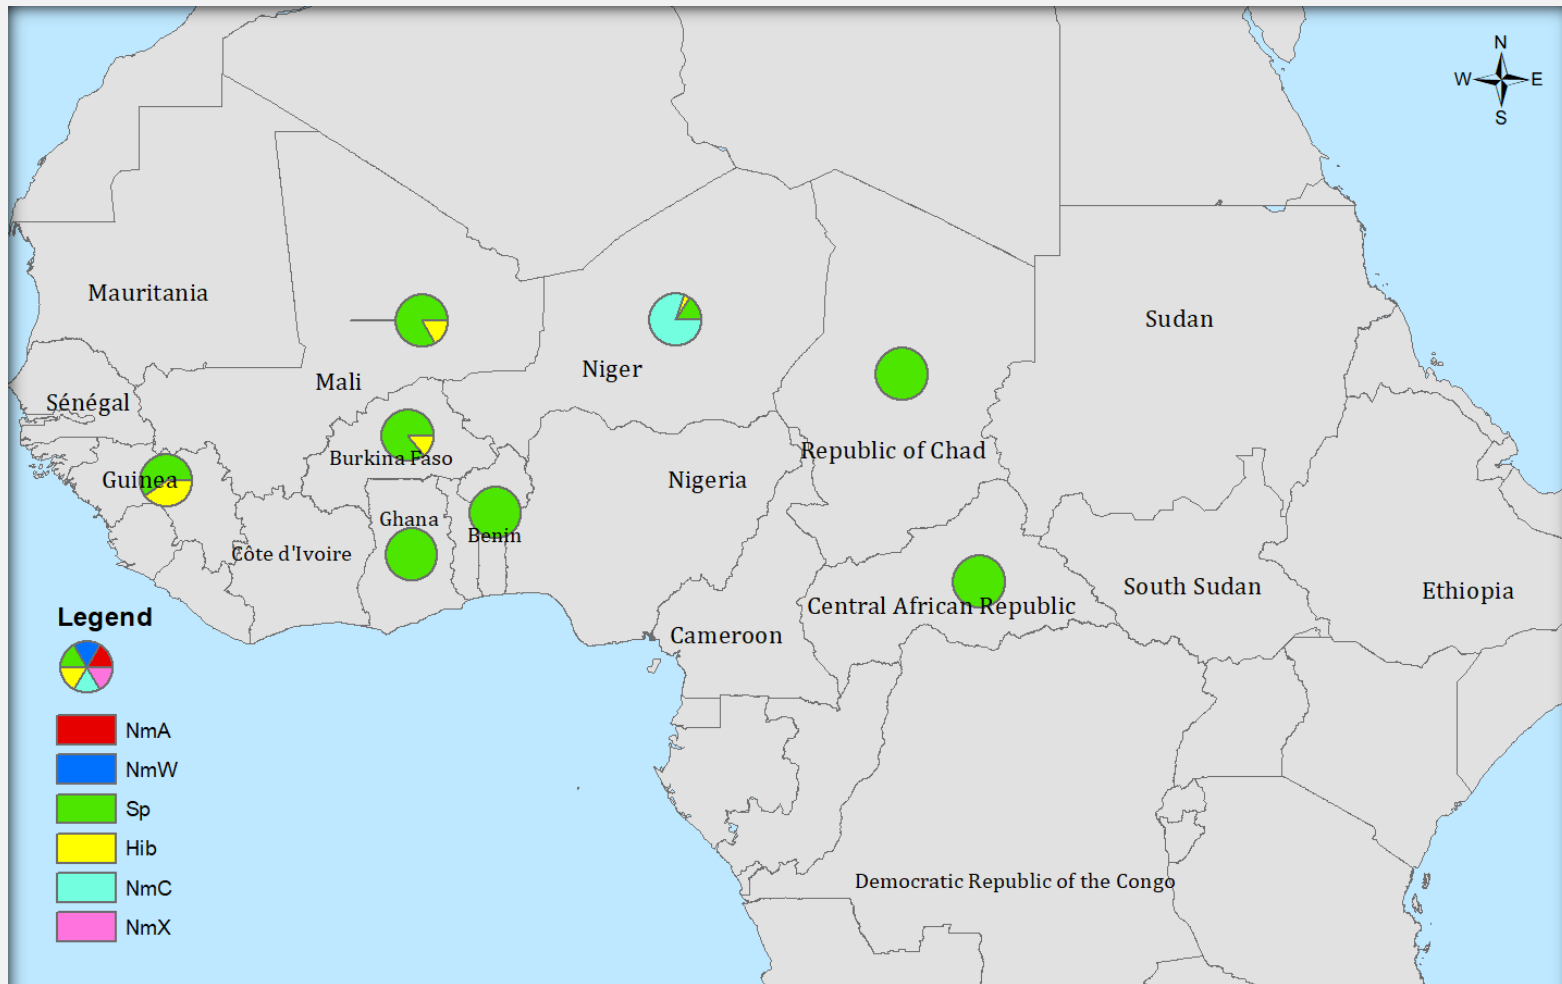 N
W E
S
Mauritania
Sudan
Niger
Mali
Sénégal
Republic of Chad
Burkina Faso
Guinea
Nigeria
Ghana
Benin
Côte d'Ivoire
South Sudan
Ethiopia
Central African Republic
Cameroon
Democratic Republic of the Congo
Legend
NmA
NmW
Sp
Hib
NmC
NmX